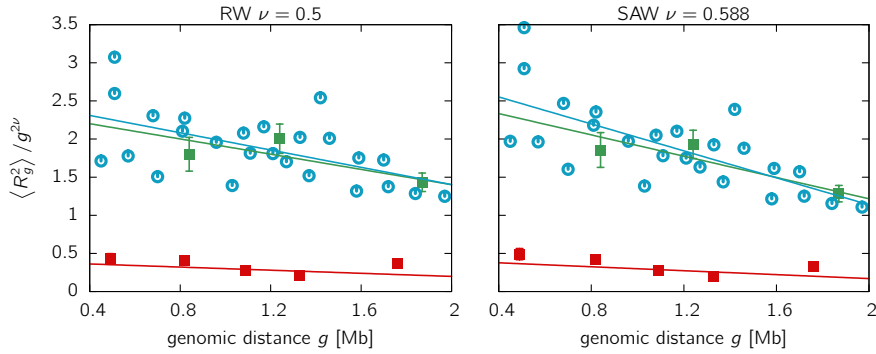 RW ν = 0.5
SAW ν = 0.588
⟨R_g^2⟩ / g^{2ν}
3.5
3
2.5
2
1.5
1
0.5
0
0.4 0.8 1.2 1.6 2
0.4 0.8 1.2 1.6 2
genomic distance g [Mb]
genomic distance g [Mb]